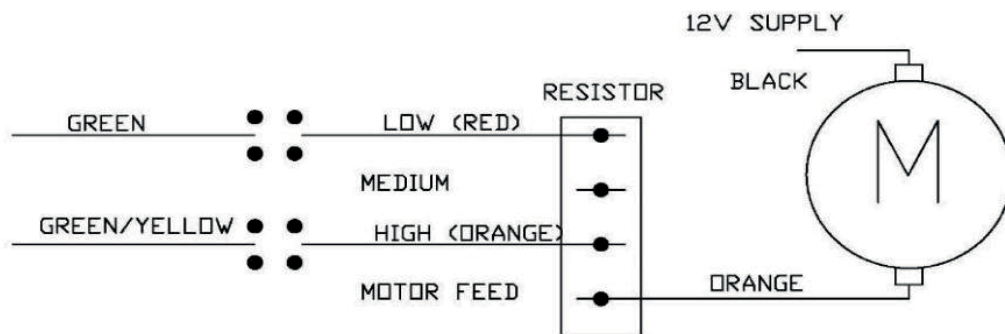 12V SUPPLY
BLACK
RESISTOR
GREEN
LOW (RED)
MEDIUM
GREEN/YELLOW
HIGH (ORANGE)
MOTOR FEED
ORANGE
M